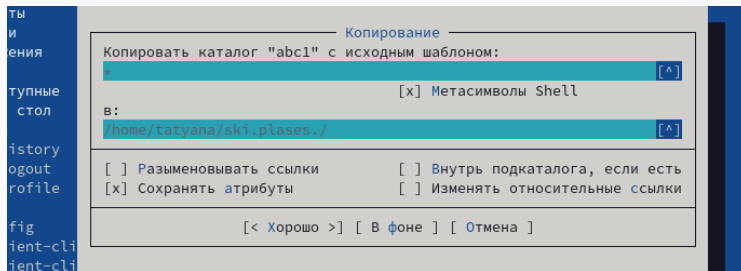 ты
и
Копирование
ения
Копировать каталог "abc1" с исходным шаблоном:
*
[^]
тупные
[x] Метасимволы Shell
стол
в:
/home/tatyana/ski.plases./
[^]
istory
ogout
[ ] Разыменовывать ссылки
[ ] Внутрь подкаталога, если есть
rofile
[x] Сохранять атрибуты
[ ] Изменять относительные ссылки
fig
[< Хорошо >] [ В фоне ] [ Отмена ]
ient-cli
ient-cli